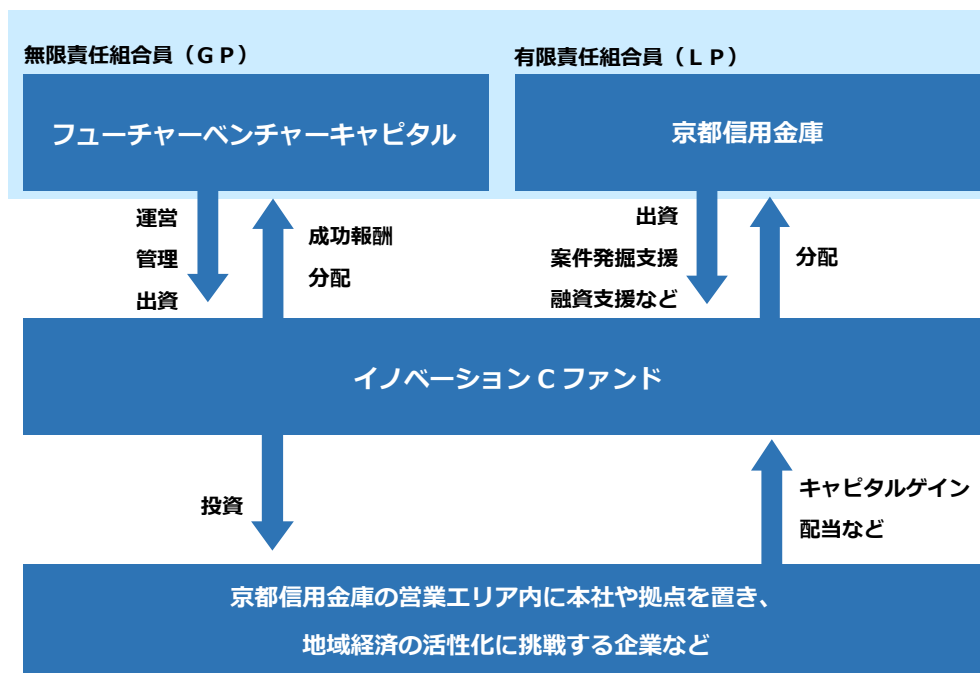 無限責任組合員（ＧＰ）
有限責任組合員（ＬＰ）
フューチャーベンチャーキャピタル
京都信用金庫
運営
管理
出資
成功報酬
分配
出資
案件発掘支援
融資支援など
分配
イノベーションＣファンド
投資
キャピタルゲイン
配当など
京都信用金庫の営業エリア内に本社や拠点を置き、
地域経済の活性化に挑戦する企業など